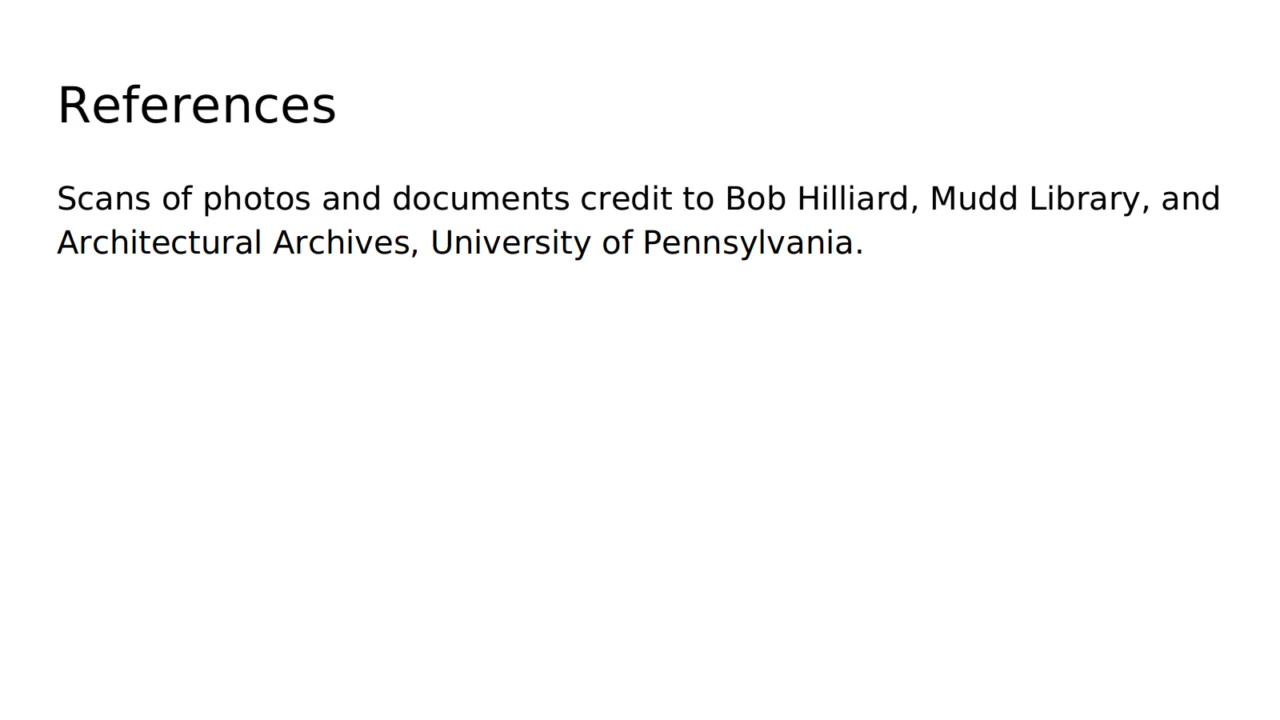 References
Scans of photos and documents credit to Bob Hilliard, Mudd Library, and
Architectural Archives, University of Pennsylvania.